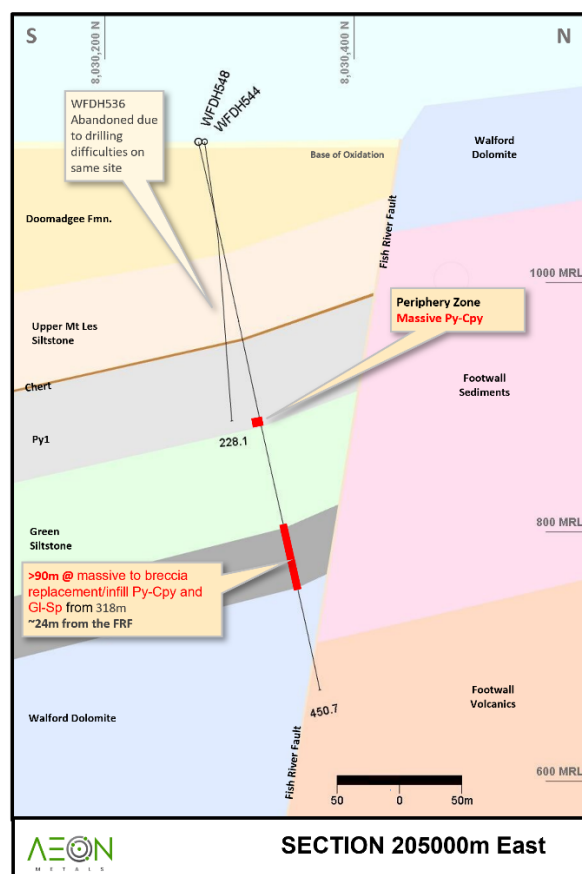 S
8,030,200 N
8,030,400 N
N
WFDH548
WFDH544
WFDH536
Abandoned due
to drilling
difficulties on
same site
Base of Oxidation
Walford
Dolomite
Doomadgee Fmn.
Fish River Fault
1000 MRL
Periphery Zone
Massive Py-Cpy
Upper Mt Les
Siltstone
Footwall
Sediments
Chert
Py1
228.1
Green
Siltstone
800 MRL
>90m @ massive to breccia
replacement/infill Py-Cpy and
Gl-Sp from 318m
~24m from the FRF
Walford Dolomite
450.7
Footwall
Volcanics
Fish River Fault
600 MRL
50
0
50m
AEON
METALS
SECTION 205000m East